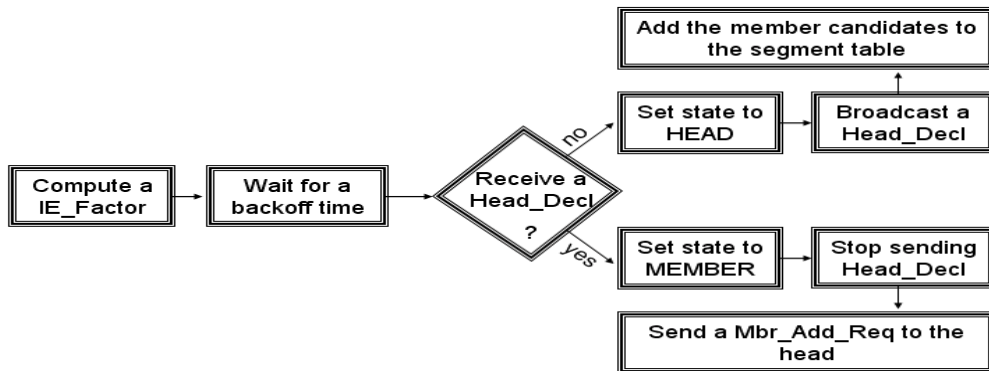 Compute a
IE_Factor
Wait for a
backoff time
Receive a
Head_Decl
?
no
Set state to
HEAD
Broadcast a
Head_Decl
Add the member candidates to
the segment table
yes
Set state to
MEMBER
Stop sending
Head_Decl
Send a Mbr_Add_Req to the
head